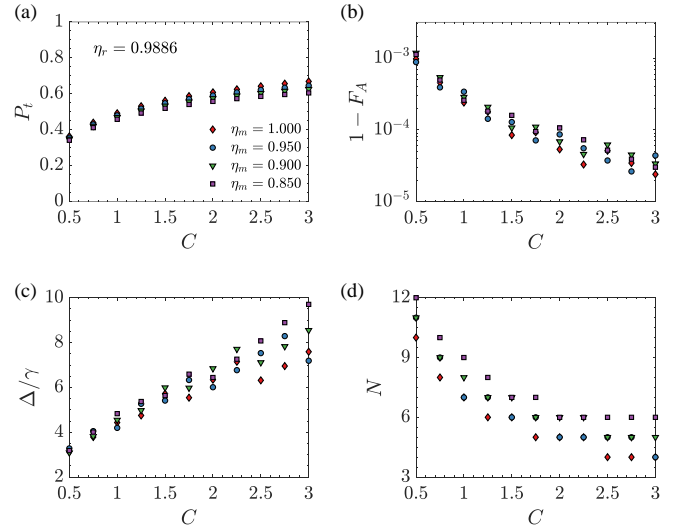 (a)
1
0.8
0.6
0.4
0.2
0
P_t
η_r = 0.9886
η_m = 1.000
η_m = 0.950
η_m = 0.900
η_m = 0.850
0.5 1 1.5 2 2.5 3
C
(b)
10^{-3}
10^{-4}
10^{-5}
1 − F_A
0.5 1 1.5 2 2.5 3
C
(c)
10
8
6
4
2
Δ/γ
0.5 1 1.5 2 2.5 3
C
(d)
12
9
6
3
N
0.5 1 1.5 2 2.5 3
C